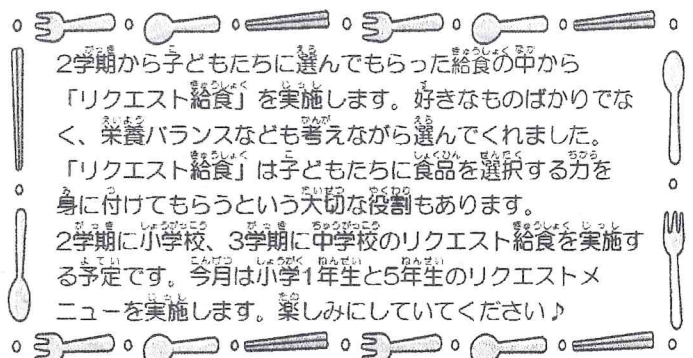 2学期から子どもたちに選んでもらった給食の中から
「リクエスト給食」を実施します。好きなものばかりでな
く、栄養バランスなども考えながら選んでくれました。
「リクエスト給食」は子どもたちに食品を選択する力を
身に付けてもらうという大切な役割もあります。
2学期に小学校、3学期に中学校のリクエスト給食を実施す
る予定です。今月は小学1年生と5年生のリクエストメ
ニューを実施します。楽しみにしていてください♪